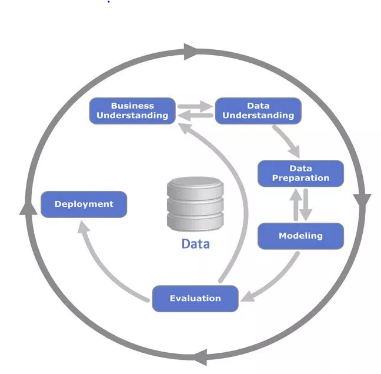 Business
Understanding
Data
Understanding
Data
Preparation
Modeling
Evaluation
Deployment
Data